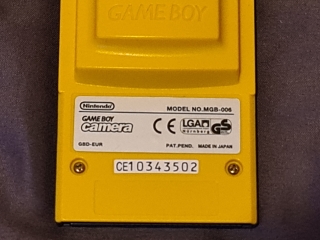 GAME BOY
Nintendo
MODEL NO.MGB-006
GAME BOY
camera
CE LGA Nürnberg GS
GBD-EUR
PAT.PEND. MADE IN JAPAN
CE10343502